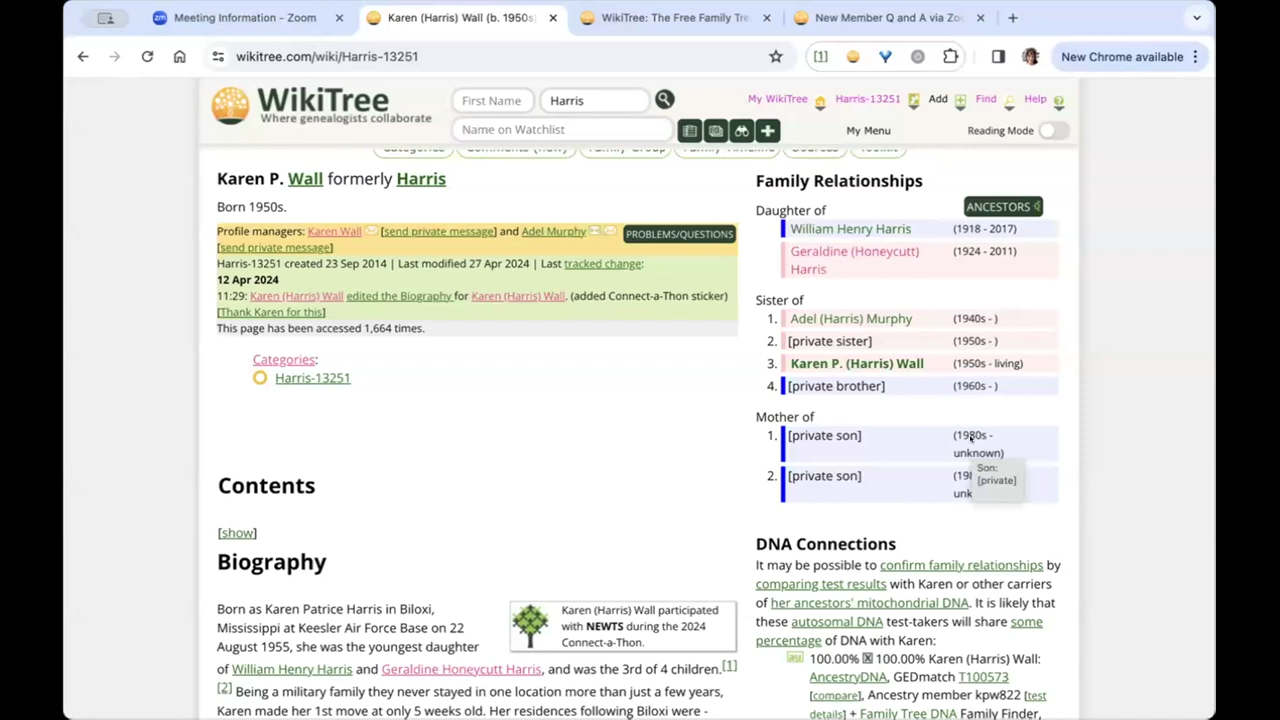 Meeting Information - Zoom
Karen (Harris) Wall (b. 1950s)
WikiTree: The Free Family Tre
New Member Q and A via Zo
wikitree.com/wiki/Harris-13251
[1]
New Chrome available
WikiTree
Where genealogists collaborate
First Name
Harris
My WikiTree
Harris-13251
Add
Find
Help
Name on Watchlist
My Menu
Reading Mode
Categories
Comments (new)
Family Group
Family Timeline
Sources
Toolkit
Karen P. Wall formerly Harris
Born 1950s.
Profile managers: Karen Wall [send private message] and Adel Murphy
[send private message]
PROBLEMS/QUESTIONS
Harris-13251 created 23 Sep 2014 | Last modified 27 Apr 2024 | Last tracked change:
12 Apr 2024
11:29: Karen (Harris) Wall edited the Biography for Karen (Harris) Wall. (added Connect-a-Thon sticker)
[Thank Karen for this]
This page has been accessed 1,664 times.
Categories:
Harris-13251
Contents
[show]
Biography
Born as Karen Patrice Harris in Biloxi,
Mississippi at Keesler Air Force Base on 22
August 1955, she was the youngest daughter
of William Henry Harris and Geraldine Honeycutt Harris, and was the 3rd of 4 children.[1]
[2] Being a military family they never stayed in one location more than just a few years,
Karen made her 1st move at only 5 weeks old. Her residences following Biloxi were -
Karen (Harris) Wall participated
with NEWTS during the 2024
Connect-a-Thon.
Family Relationships
ANCESTORS
Daughter of
William Henry Harris (1918 - 2017)
Geraldine (Honeycutt) (1924 - 2011)
Harris
Sister of
1. Adel (Harris) Murphy (1940s - )
2. [private sister] (1950s - )
3. Karen P. (Harris) Wall (1950s - living)
4. [private brother] (1960s - )
Mother of
1. [private son] (1980s -
unknown)
2. [private son] (198
unk
Son:
[private]
DNA Connections
It may be possible to confirm family relationships by
comparing test results with Karen or other carriers
of her ancestors' mitochondrial DNA. It is likely that
these autosomal DNA test-takers will share some
percentage of DNA with Karen:
100.00% 100.00% Karen (Harris) Wall:
AncestryDNA, GEDmatch T100573
[compare], Ancestry member kpw822 [test
details] + Family Tree DNA Family Finder,